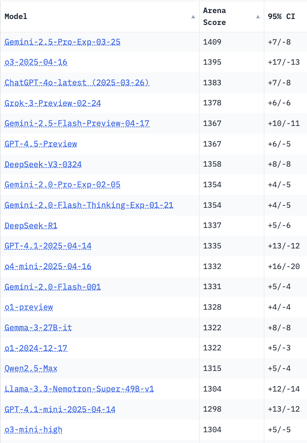 Model Arena Score 95% CI
Gemini-2.5-Pro-Exp-03-25 1409 +7/-8
o3-2025-04-16 1395 +17/-13
ChatGPT-4o-latest (2025-03-26) 1383 +7/-8
Grok-3-Preview-02-24 1378 +6/-6
Gemini-2.5-Flash-Preview-04-17 1367 +10/-11
GPT-4.5-Preview 1367 +6/-5
DeepSeek-V3-0324 1358 +8/-8
Gemini-2.0-Pro-Exp-02-05 1354 +4/-5
Gemini-2.0-Flash-Thinking-Exp-01-21 1354 +4/-5
DeepSeek-R1 1337 +5/-6
GPT-4.1-2025-04-14 1335 +13/-12
o4-mini-2025-04-16 1332 +16/-20
Gemini-2.0-Flash-001 1331 +5/-4
o1-preview 1328 +4/-4
Gemma-3-27B-it 1322 +8/-8
o1-2024-12-17 1322 +5/-3
Qwen2.5-Max 1315 +5/-4
Llama-3.3-Nemotron-Super-49B-v1 1304 +12/-14
GPT-4.1-mini-2025-04-14 1298 +13/-12
o3-mini-high 1304 +5/-5